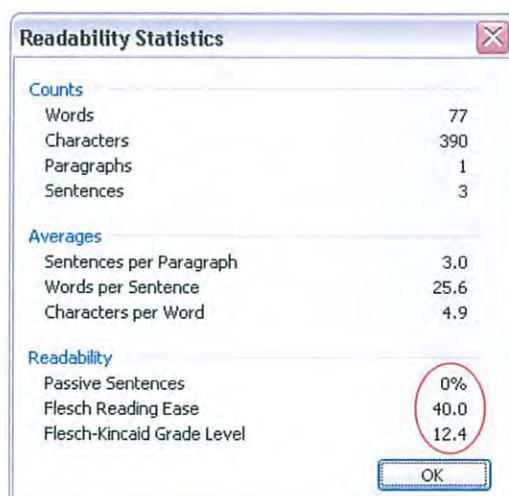 Readability Statistics
Counts
Words 77
Characters 390
Paragraphs 1
Sentences 3
Averages
Sentences per Paragraph 3.0
Words per Sentence 25.6
Characters per Word 4.9
Readability
Passive Sentences 0%
Flesch Reading Ease 40.0
Flesch-Kincaid Grade Level 12.4
OK